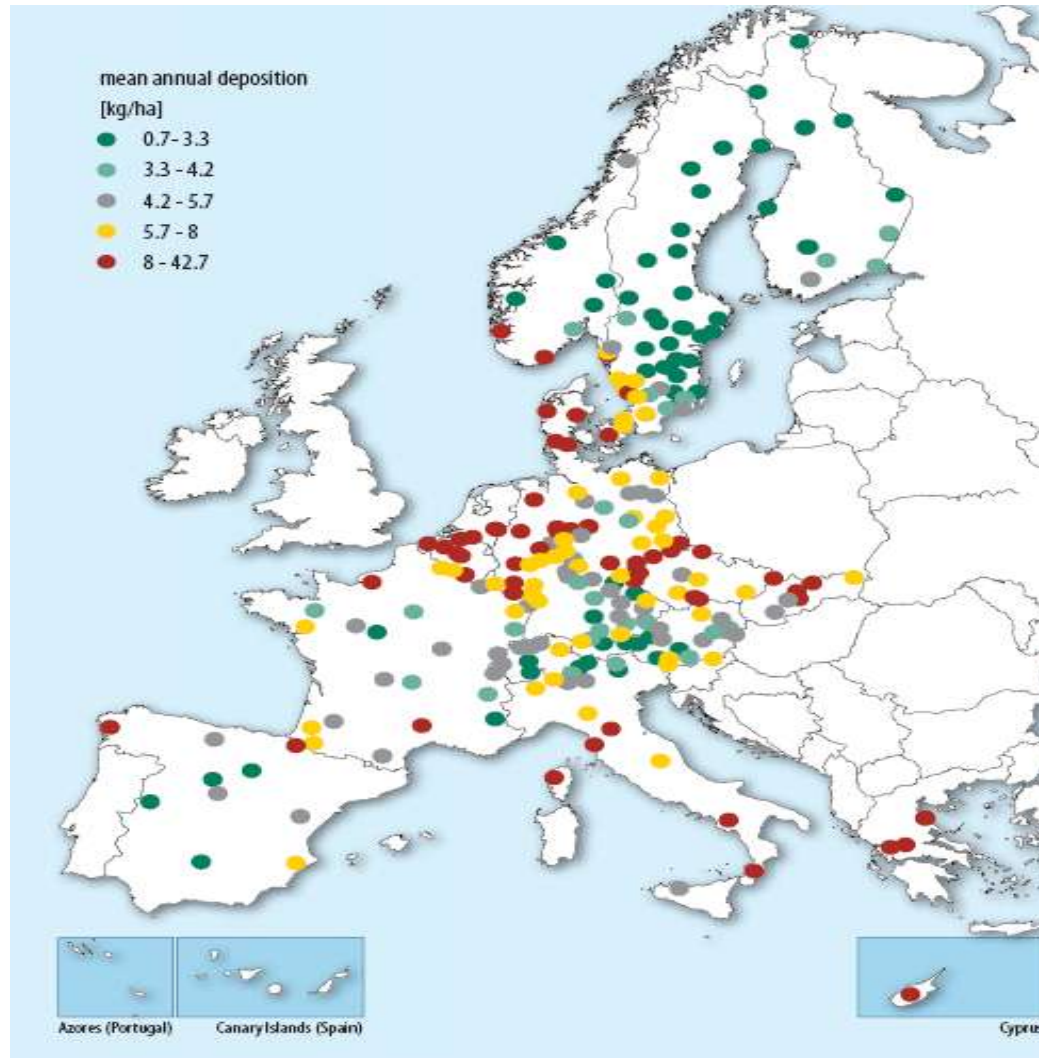 mean annual deposition
[kg/ha]
0.7- 3.3
3.3 - 4.2
4.2 - 5.7
5.7 - 8
8 - 42.7
Azores (Portugal)
Canary Islands (Spain)
Cyprus